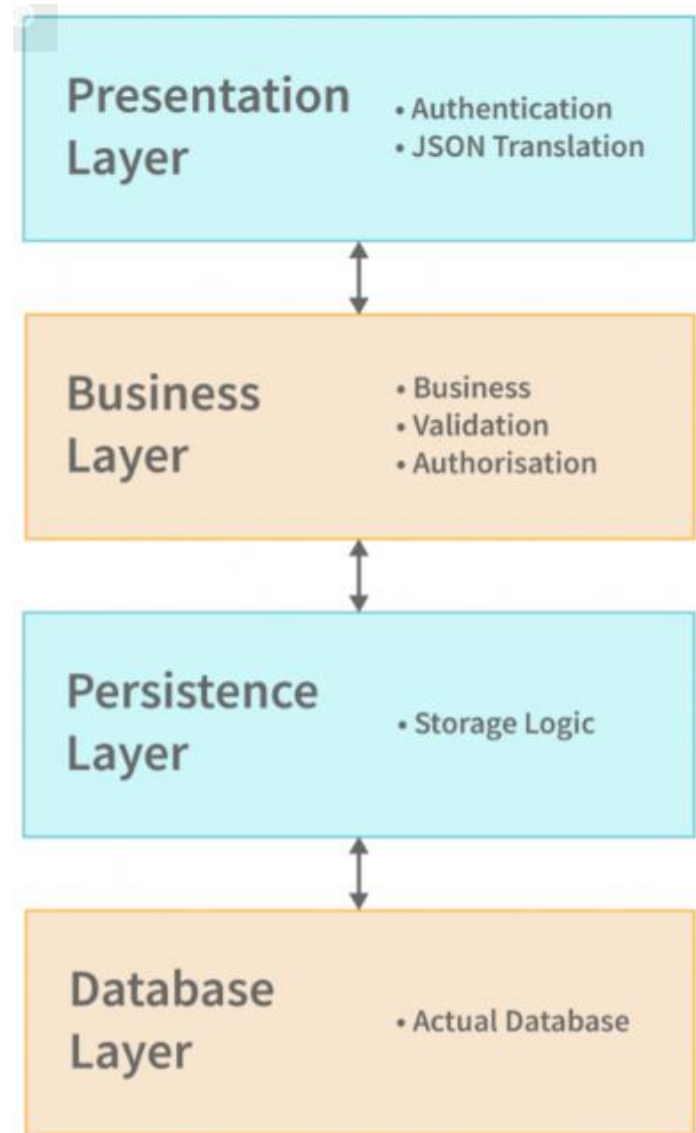 Presentation
Layer
• Authentication
• JSON Translation
Business
Layer
• Business
• Validation
• Authorisation
Persistence
Layer
• Storage Logic
Database
Layer
• Actual Database